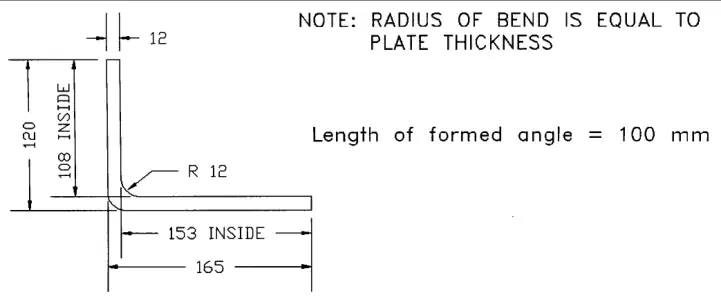 NOTE: RADIUS OF BEND IS EQUAL TO
PLATE THICKNESS
12
120
108 INSIDE
Length of formed angle = 100 mm
R 12
153 INSIDE
165